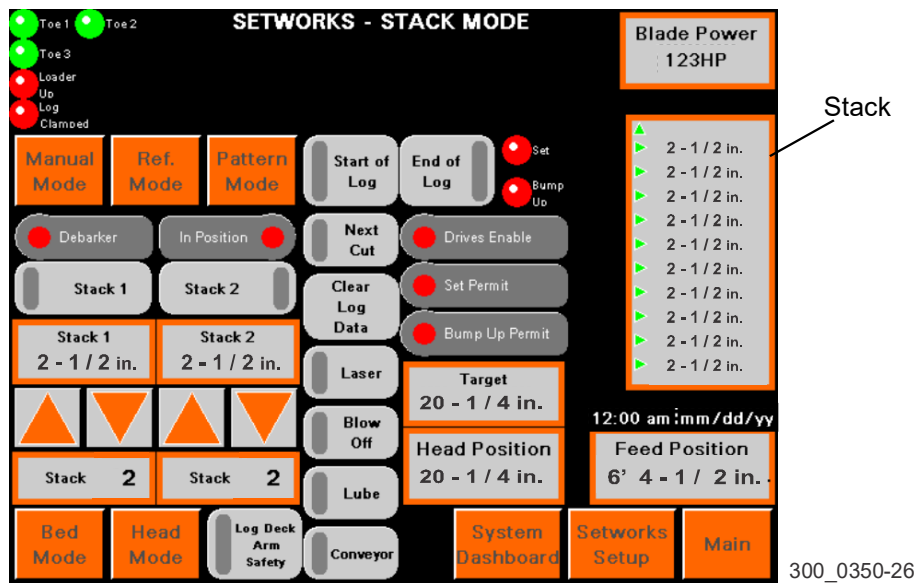 SETWORKS - STACK MODE
Toe 1
Toe 2
Toe 3
Loader
Up
Log
Clamped
Blade Power
123HP
Stack
Manual
Mode
Ref.
Mode
Pattern
Mode
Start of
Log
End of
Log
Set
Bump
Up
2 - 1 / 2 in.
2 - 1 / 2 in.
2 - 1 / 2 in.
2 - 1 / 2 in.
2 - 1 / 2 in.
2 - 1 / 2 in.
2 - 1 / 2 in.
2 - 1 / 2 in.
2 - 1 / 2 in.
2 - 1 / 2 in.
Debarker
In Position
Next
Cut
Drives Enable
Stack 1
Stack 2
Clear
Log
Data
Set Permit
Bump Up Permit
Stack 1
2 - 1 / 2 in.
Stack 2
2 - 1 / 2 in.
Laser
Target
20 - 1 / 4 in.
Blow
Off
12:00 am mm/dd/yy
Head Position
20 - 1 / 4 in.
Feed Position
6' 4 - 1 / 2 in.
Stack 2
Stack 2
Lube
Bed
Mode
Head
Mode
Log Deck
Arm
Safety
Conveyor
System
Dashboard
Setworks
Setup
Main
300_0350-26